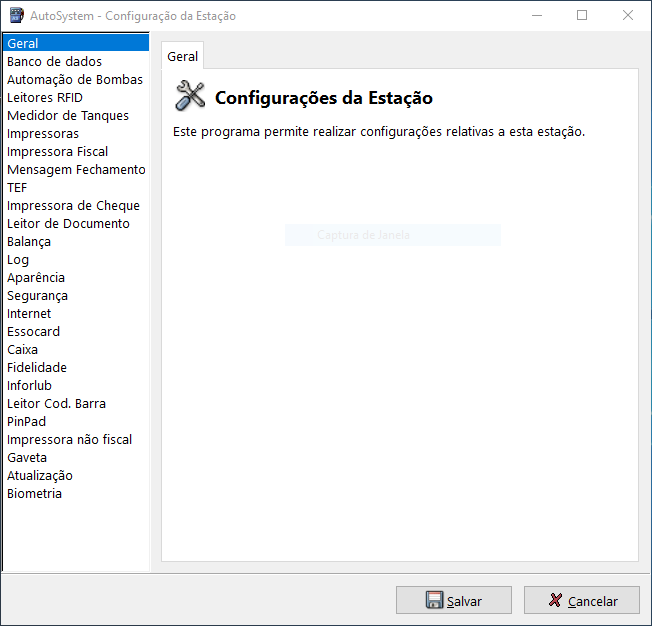 AutoSystem - Configuração da Estação
Geral
Banco de dados
Automação de Bombas
Leitores RFID
Medidor de Tanques
Impressoras
Impressora Fiscal
Mensagem Fechamento
TEF
Impressora de Cheque
Leitor de Documento
Balança
Log
Aparência
Segurança
Internet
Essocard
Caixa
Fidelidade
Inforlub
Leitor Cod. Barra
PinPad
Impressora não fiscal
Gaveta
Atualização
Biometria
Geral
Configurações da Estação
Este programa permite realizar configurações relativas a esta estação.
Captura de Janela
Salvar
Cancelar